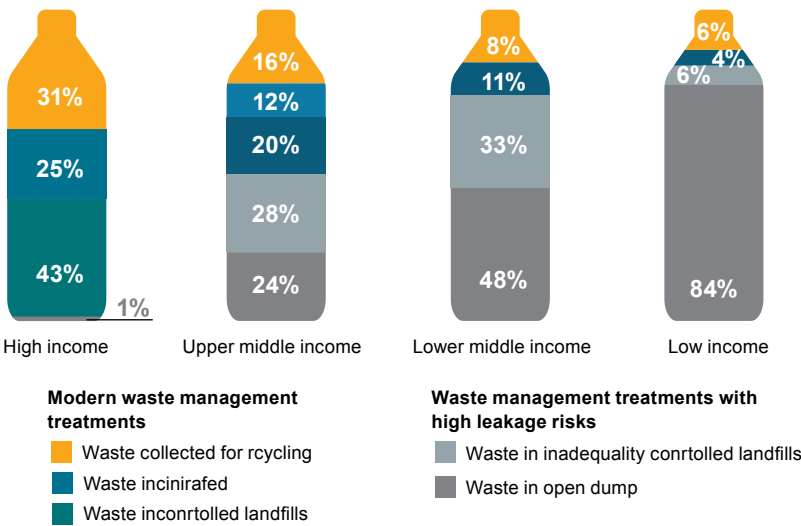 31%
25%
43%
1%
High income
16%
12%
20%
28%
24%
Upper middle income
8%
11%
33%
48%
Lower middle income
6%
4%
6%
84%
Low income
Modern waste management
treatments
Waste collected for rcycling
Waste incinirafed
Waste inconrtolled landfills
Waste management treatments with
high leakage risks
Waste in inadequality conrtolled landfills
Waste in open dump